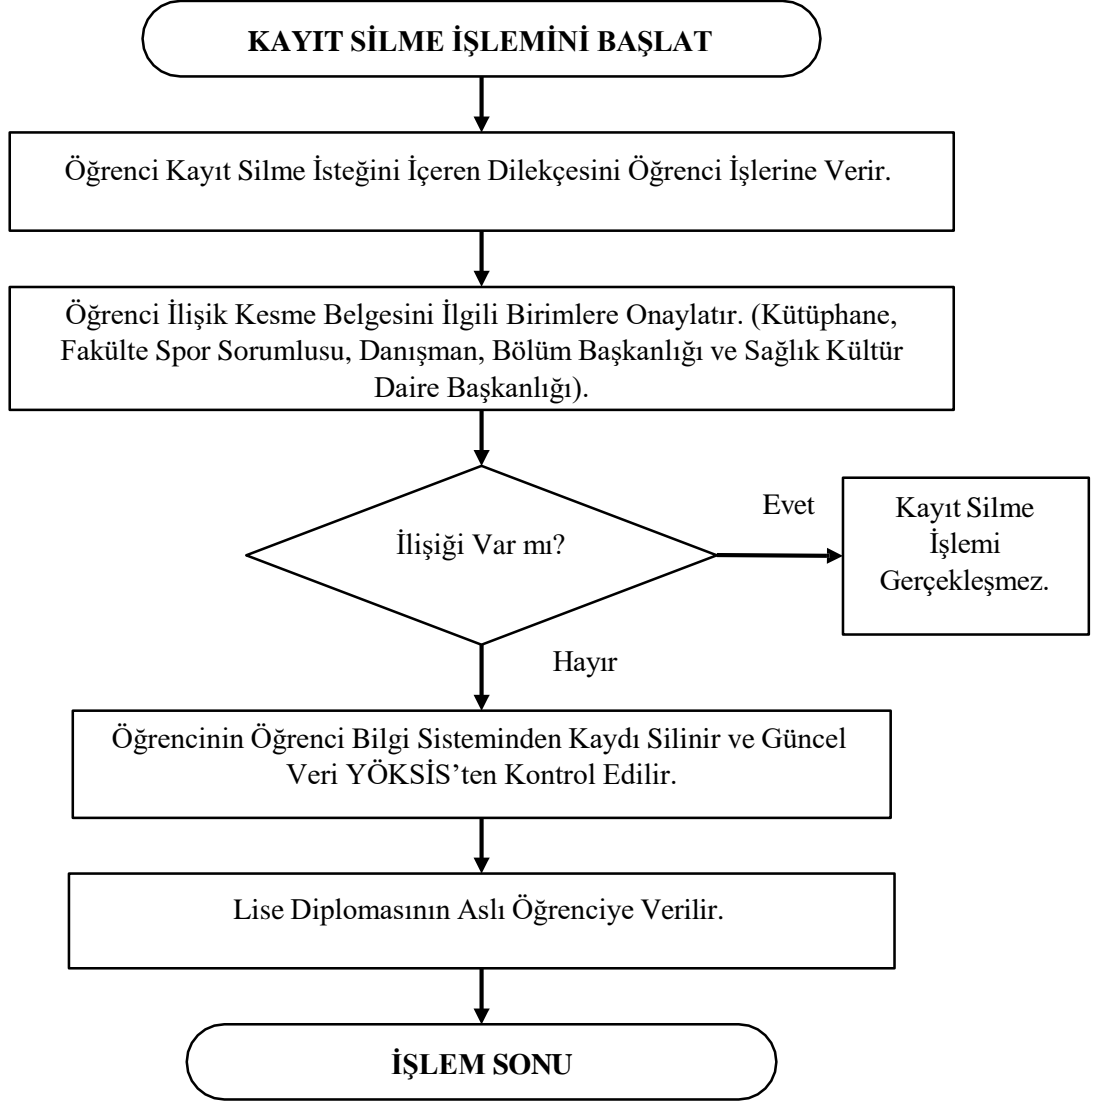 KAYIT SİLME İŞLEMİNİ BAŞLAT
Öğrenci Kayıt Silme İsteğini İçeren Dilekçesini Öğrenci İşlerine Verir.
Öğrenci İlişik Kesme Belgesini İlgili Birimlere Onaylatır. (Kütüphane,
Fakülte Spor Sorumlusu, Danışman, Bölüm Başkanlığı ve Sağlık Kültür
Daire Başkanlığı).
İlişiği Var mı?
Evet
Kayıt Silme
İşlemi
Gerçekleşmez.
Hayır
Öğrencinin Öğrenci Bilgi Sisteminden Kaydı Silinir ve Güncel
Veri YÖKSİS’ten Kontrol Edilir.
Lise Diplomasının Aslı Öğrenciye Verilir.
İŞLEM SONU